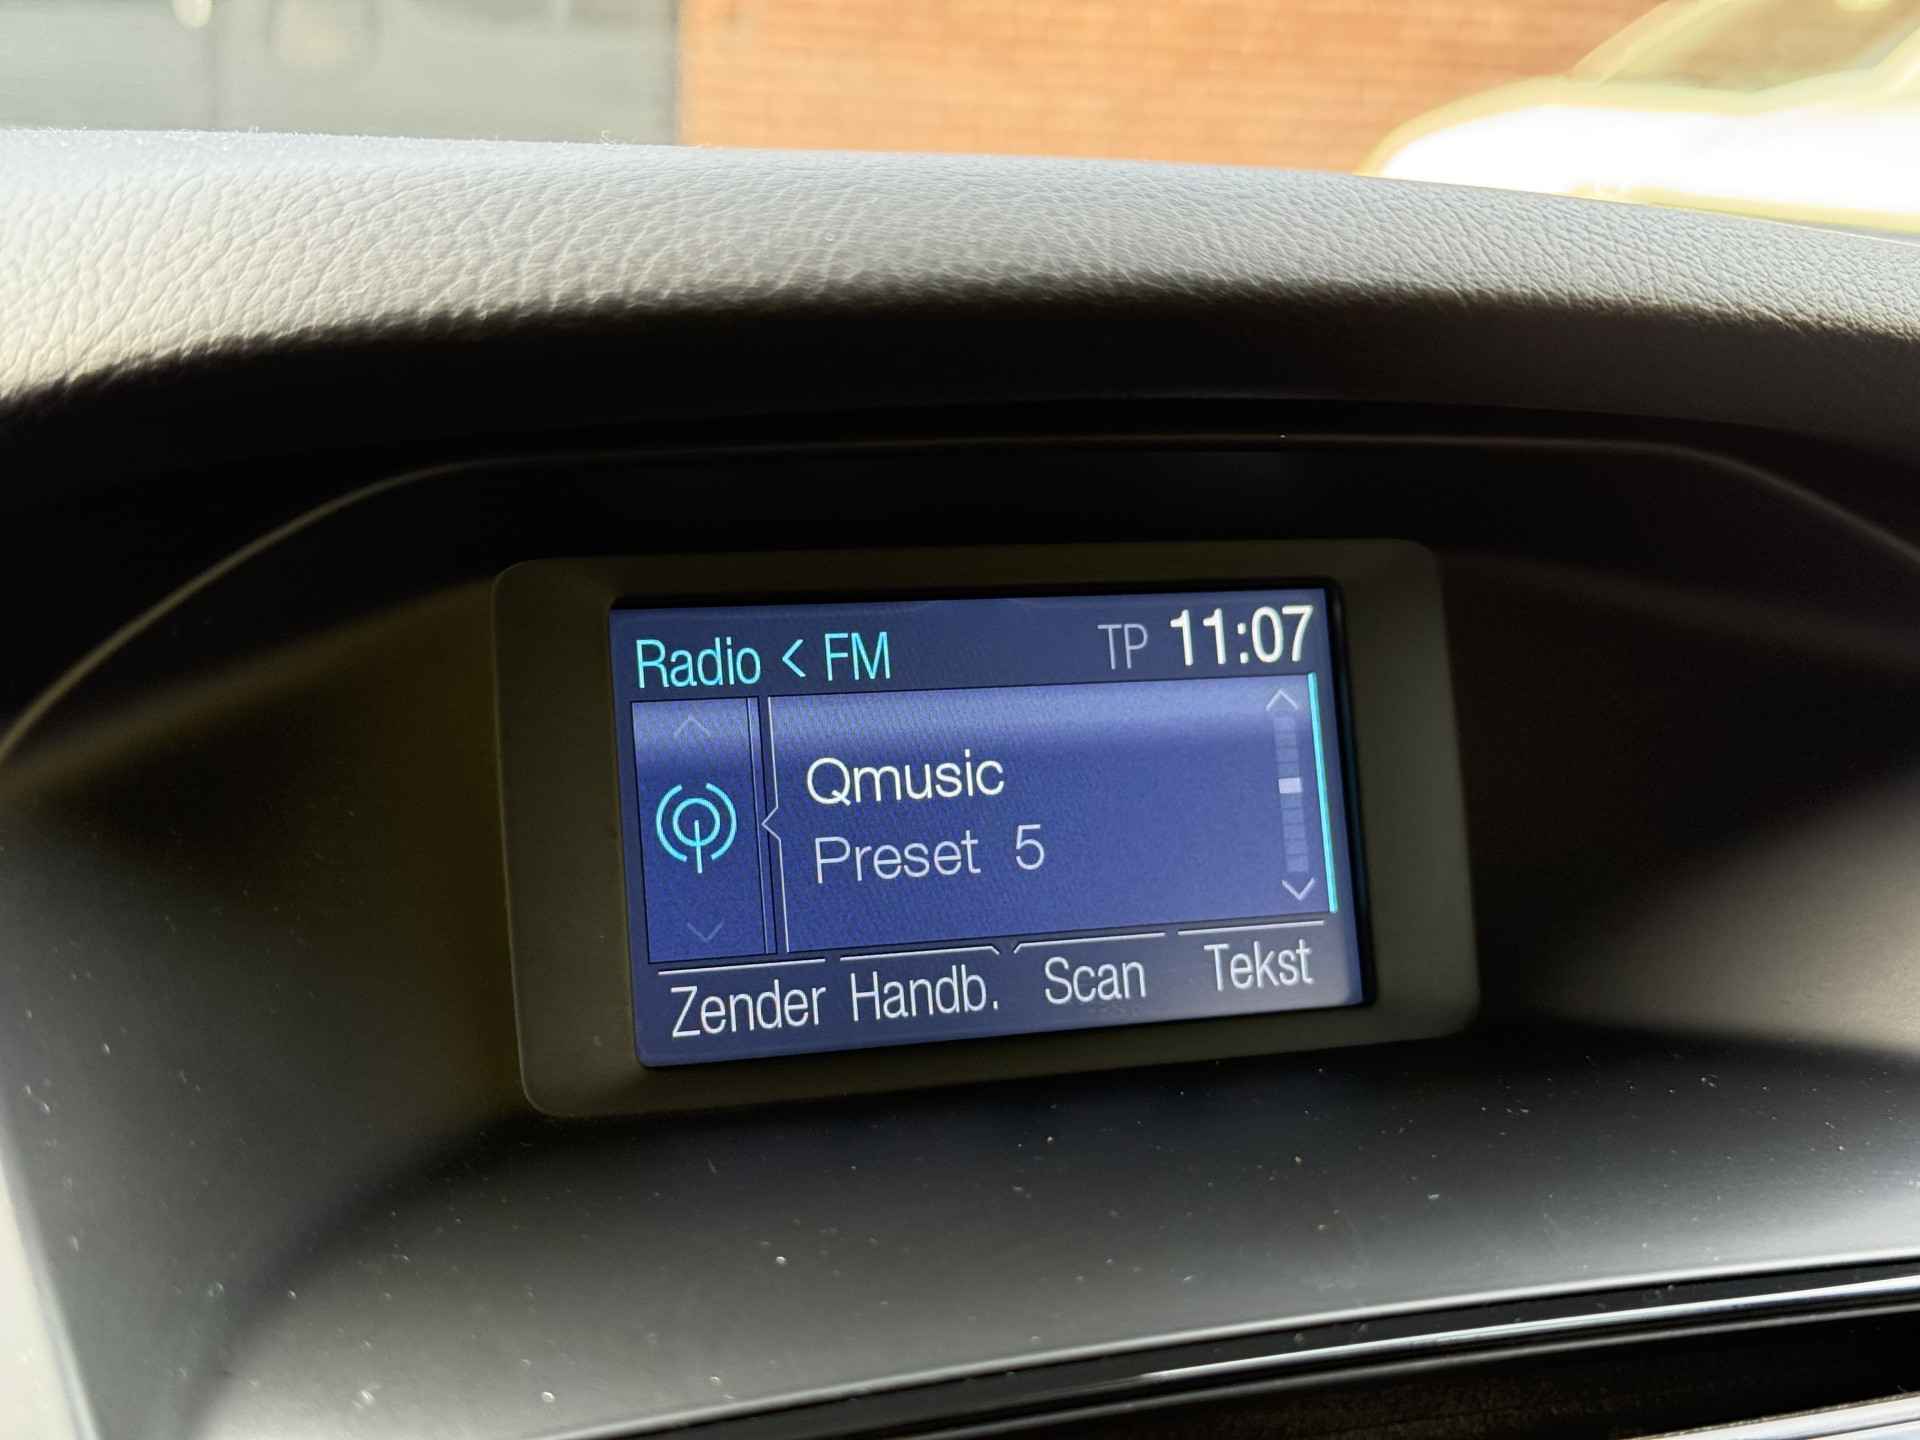 Radio < FM TP 11:07
Qmusic
Preset 5
Zender Handb. Scan Tekst